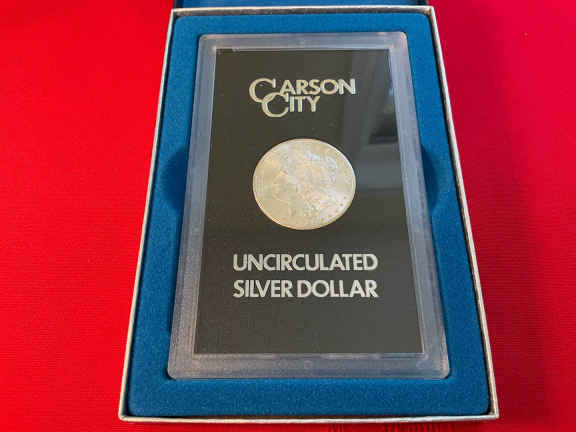 CARSON
CITY
UNCIRCULATED
SILVER DOLLAR